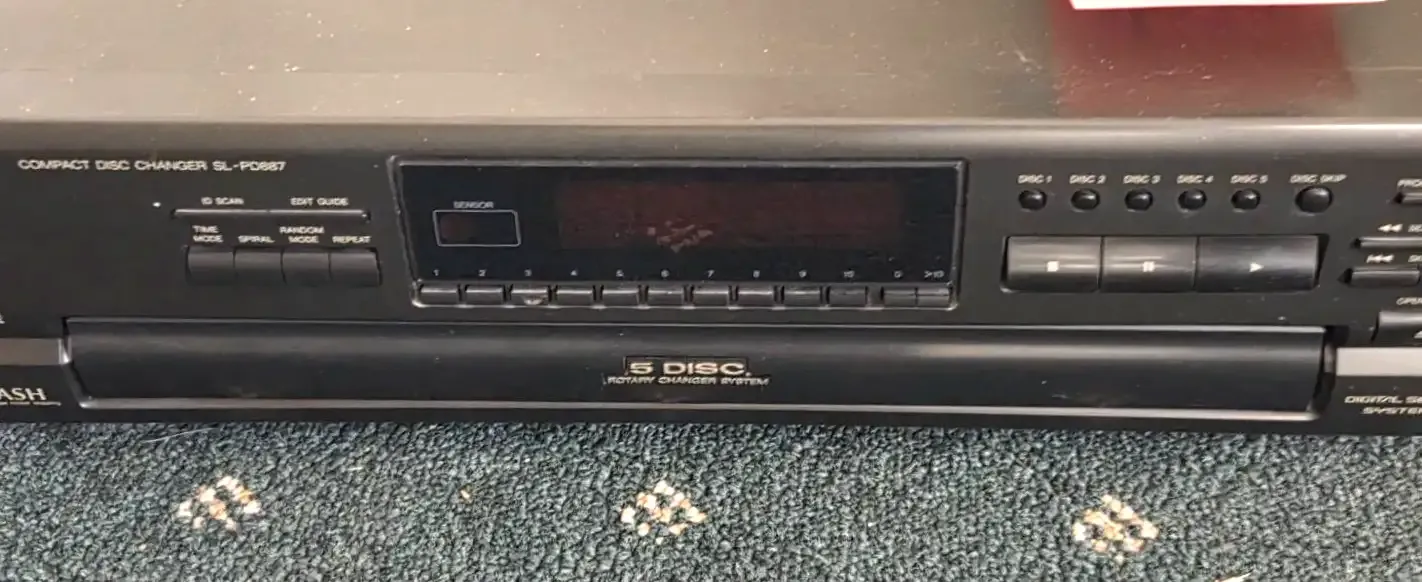 COMPACT DISC CHANGER SL-PD887
ID SCAN EDIT GUIDE
TIME MODE SPIRAL RANDOM MODE REPEAT
SENSOR
1 2 3 4 5 6 7 8 9 10 0 >10
DISC 1 DISC 2 DISC 3 DISC 4 DISC 5 DISC SKIP
5 DISC
ROTARY CHANGER SYSTEM
ASH
DIGITAL